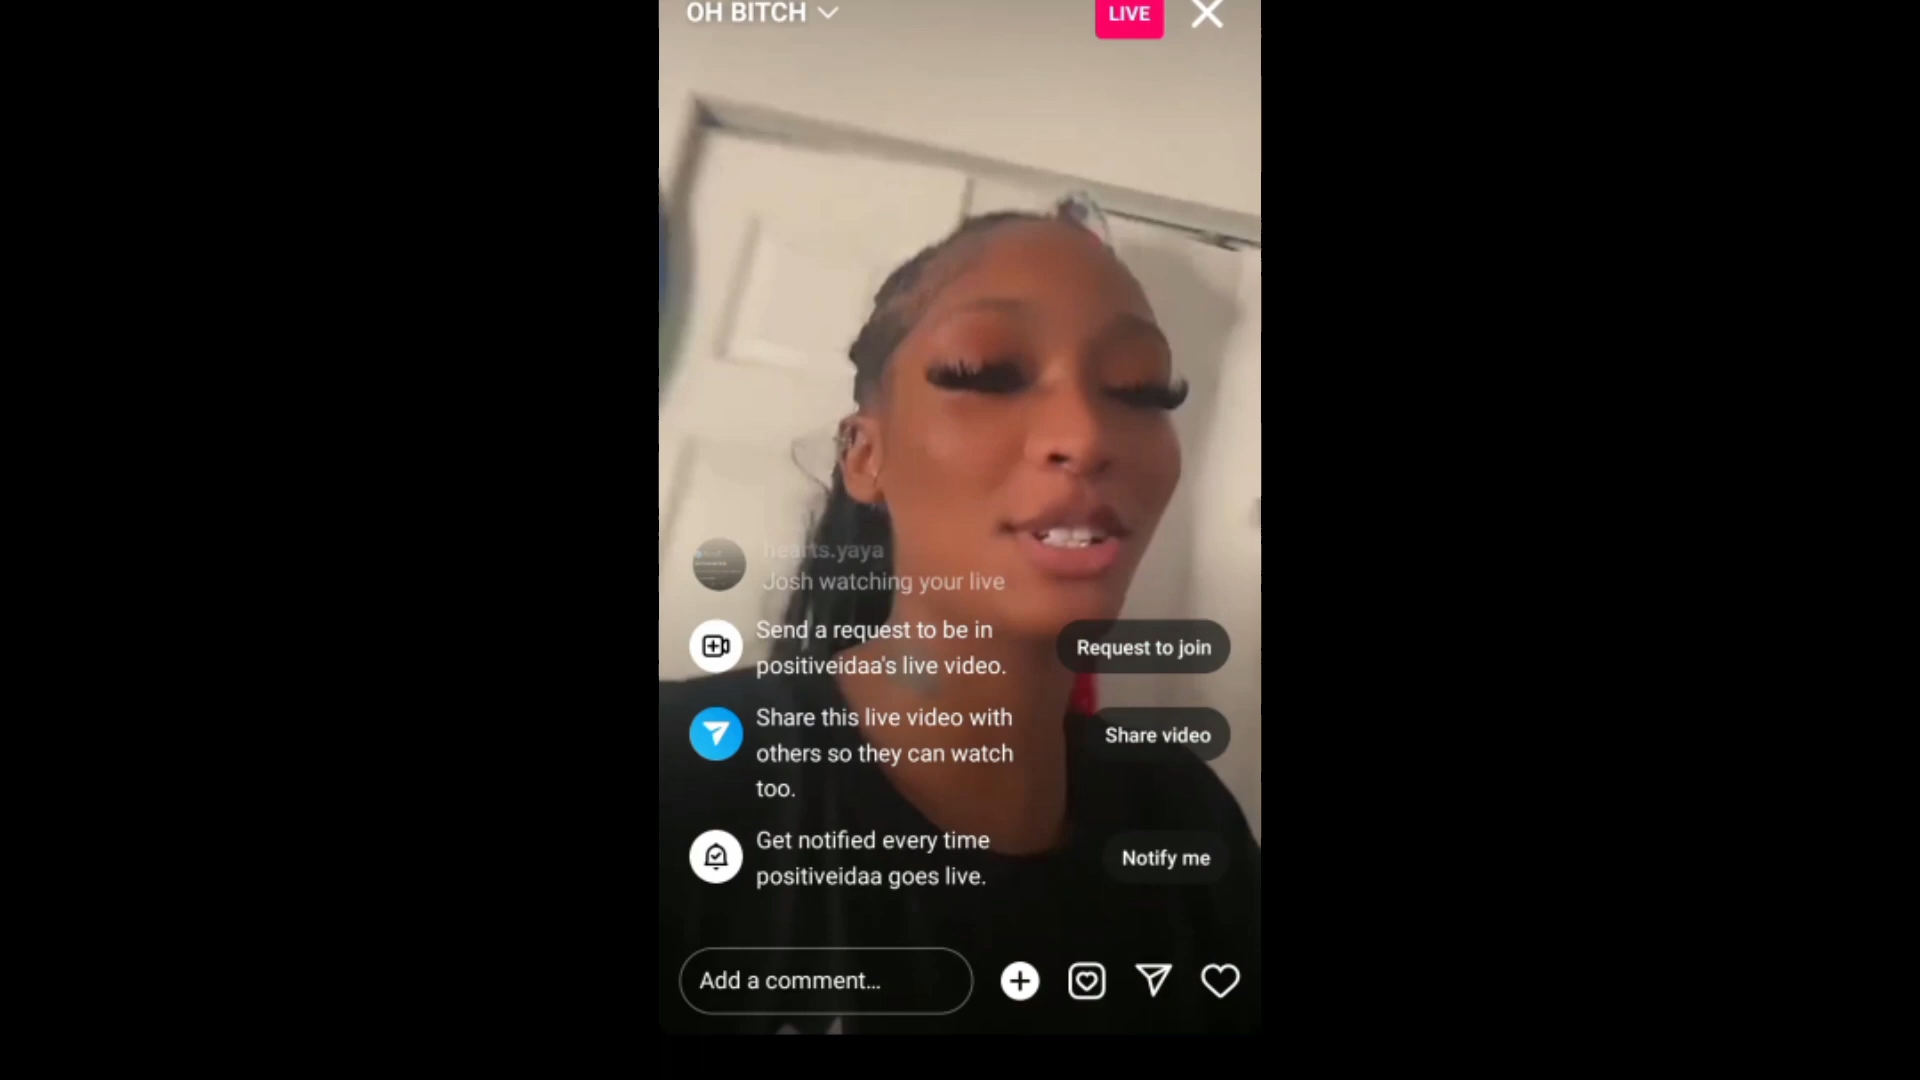 OH BITCH
LIVE
hearts.yaya
Josh watching your live
Send a request to be in
positiveidaa's live video.
Request to join
Share this live video with
others so they can watch
too.
Share video
Get notified every time
positiveidaa goes live.
Notify me
Add a comment...